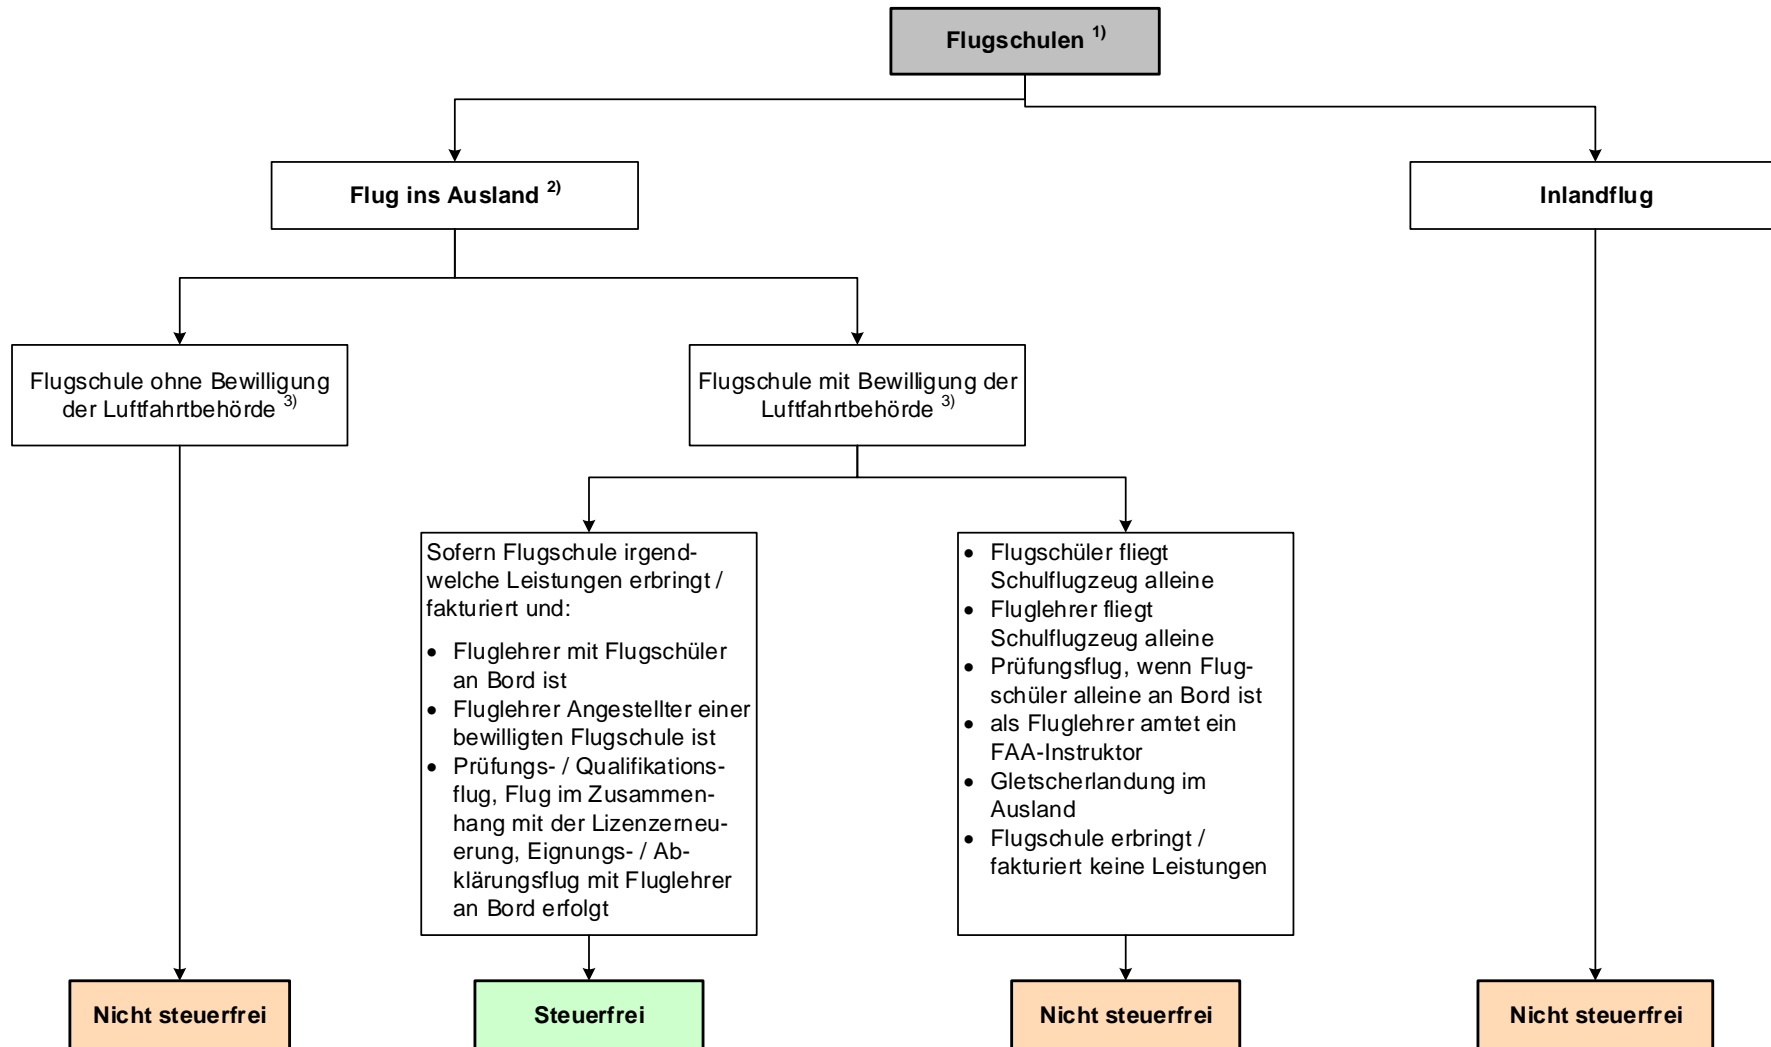 Flugschulen 1)
Flug ins Ausland 2)
Inlandflug
Flugschule ohne Bewilligung
der Luftfahrtbehörde 3)
Flugschule mit Bewilligung der
Luftfahrtbehörde 3)
Sofern Flugschule irgend-
welche Leistungen erbringt /
fakturiert und:
• Fluglehrer mit Flugschüler
an Bord ist
• Fluglehrer Angestellter einer
bewilligten Flugschule ist
• Prüfungs- / Qualifikations-
flug, Flug im Zusammen-
hang mit der Lizenzerneu-
erung, Eignungs- / Ab-
klärungsflug mit Fluglehrer
an Bord erfolgt
• Flugschüler fliegt
Schulflugzeug alleine
• Fluglehrer fliegt
Schulflugzeug alleine
• Prüfungsflug, wenn Flug-
schüler alleine an Bord ist
• als Fluglehrer amtet ein
FAA-Instruktor
• Gletscherlandung im
Ausland
• Flugschule erbringt /
fakturiert keine Leistungen
Nicht steuerfrei
Steuerfrei
Nicht steuerfrei
Nicht steuerfrei